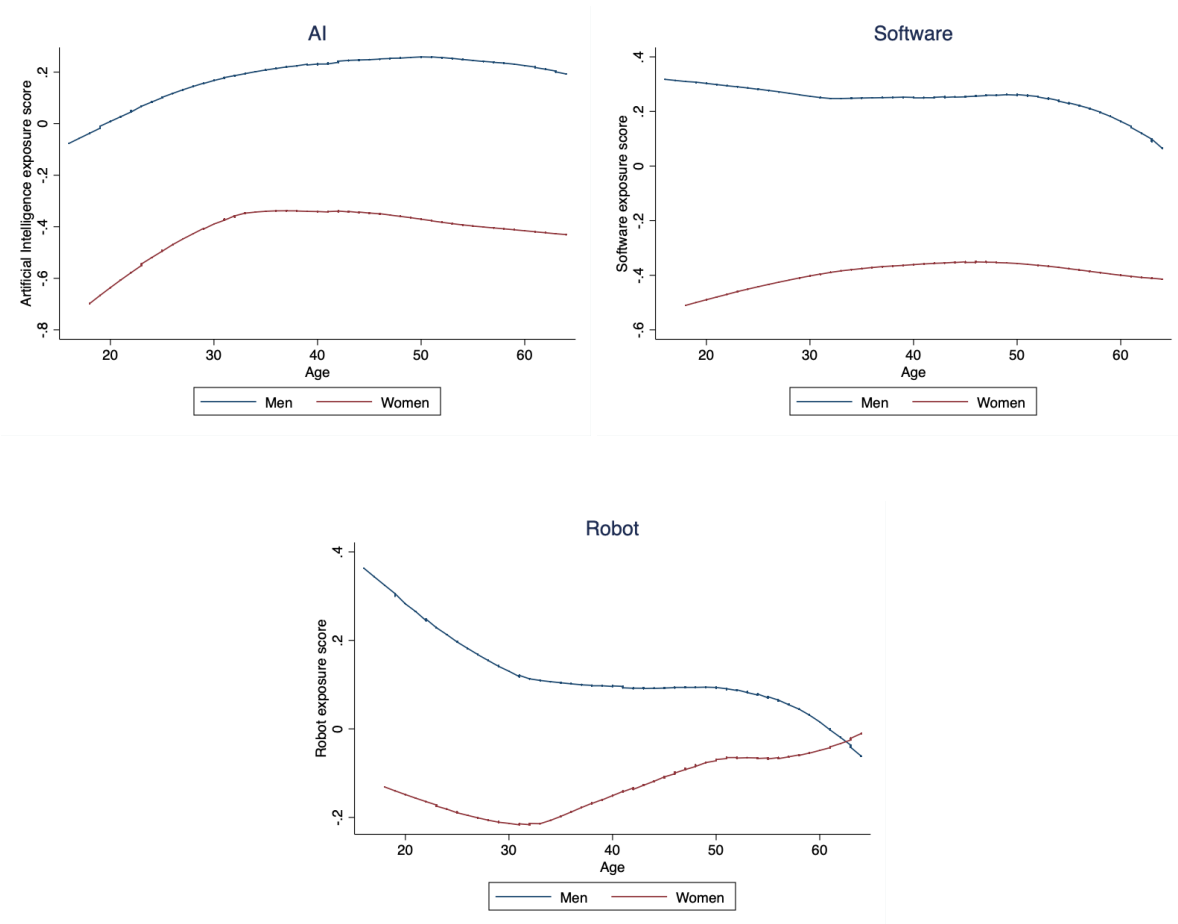 AI
Artificial Intelligence exposure score
.2
0
-.2
-.4
-.6
-.8
20 30 40 50 60
Age
Men Women
Software
Software exposure score
.4
.2
0
-.2
-.4
-.6
20 30 40 50 60
Age
Men Women
Robot
Robot exposure score
.4
.2
0
-.2
20 30 40 50 60
Age
Men Women